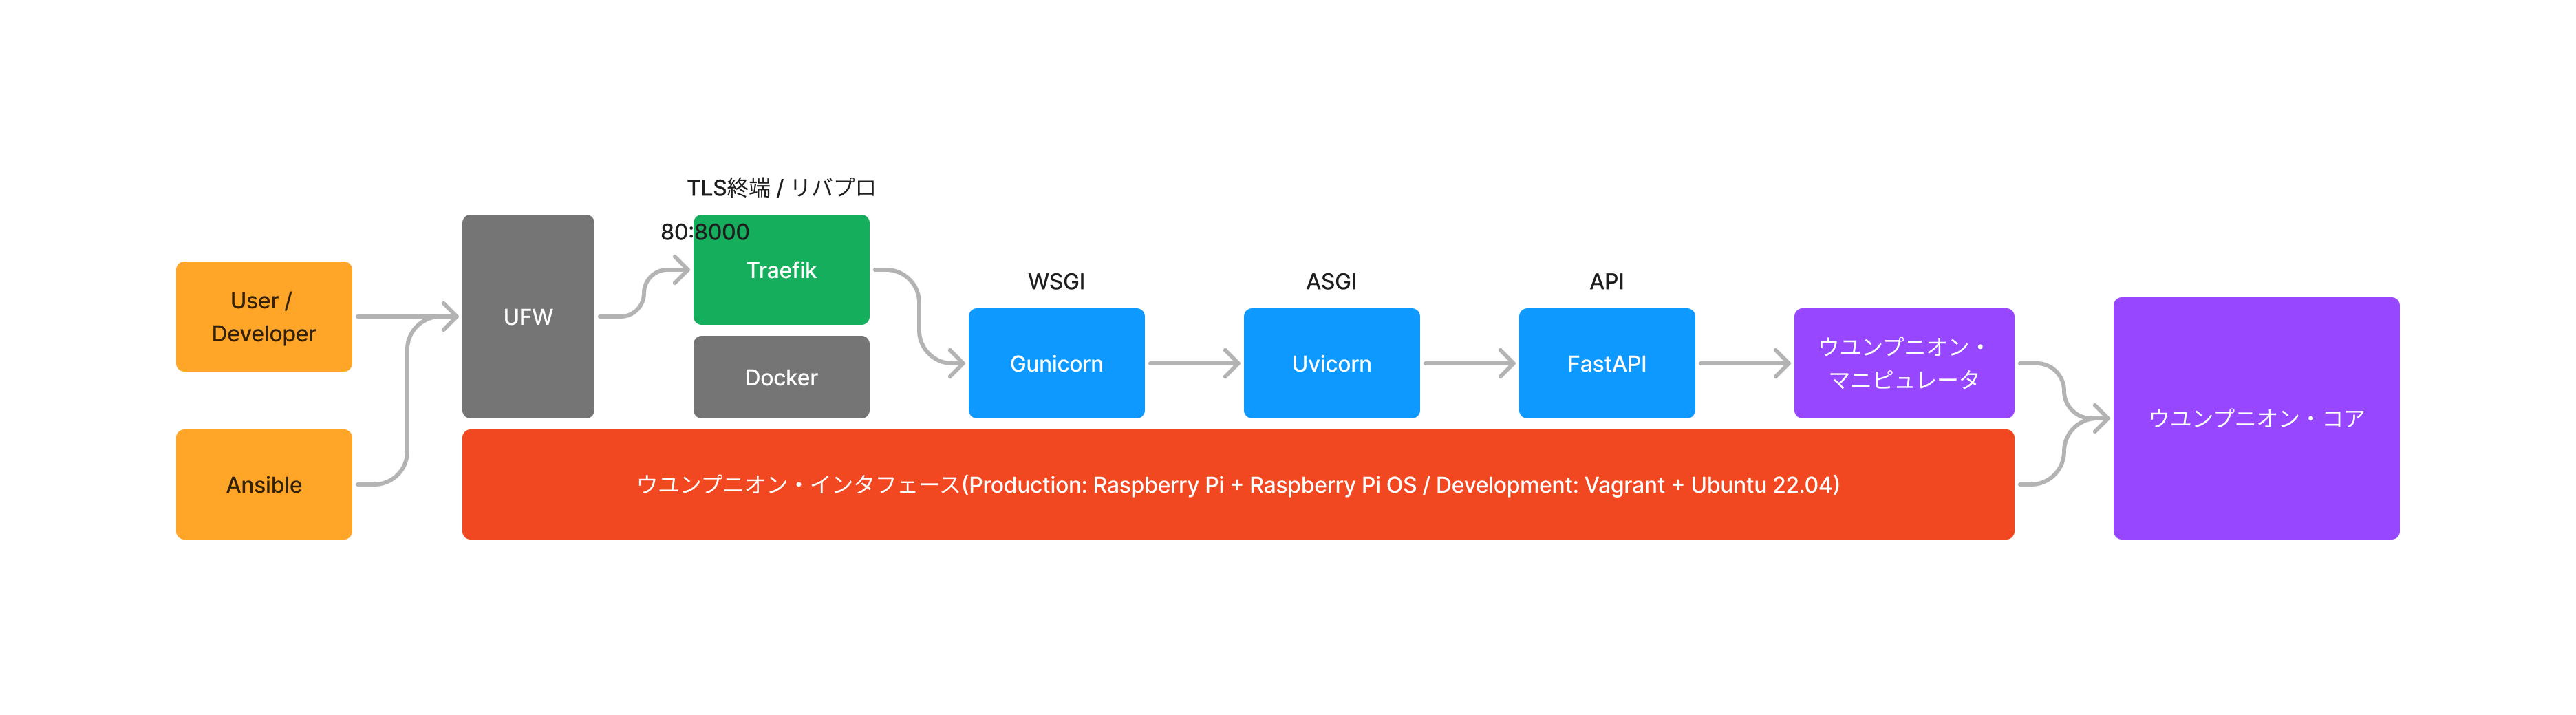 TLS終端 / リバプロ
80:8000
Traefik
User /
Developer
UFW
Docker
WSGI
Gunicorn
ASGI
Uvicorn
API
FastAPI
ウユンプニオン・
マニピュレータ
ウユンプニオン・コア
Ansible
ウユンプニオン・インタフェース(Production: Raspberry Pi + Raspberry Pi OS / Development: Vagrant + Ubuntu 22.04)